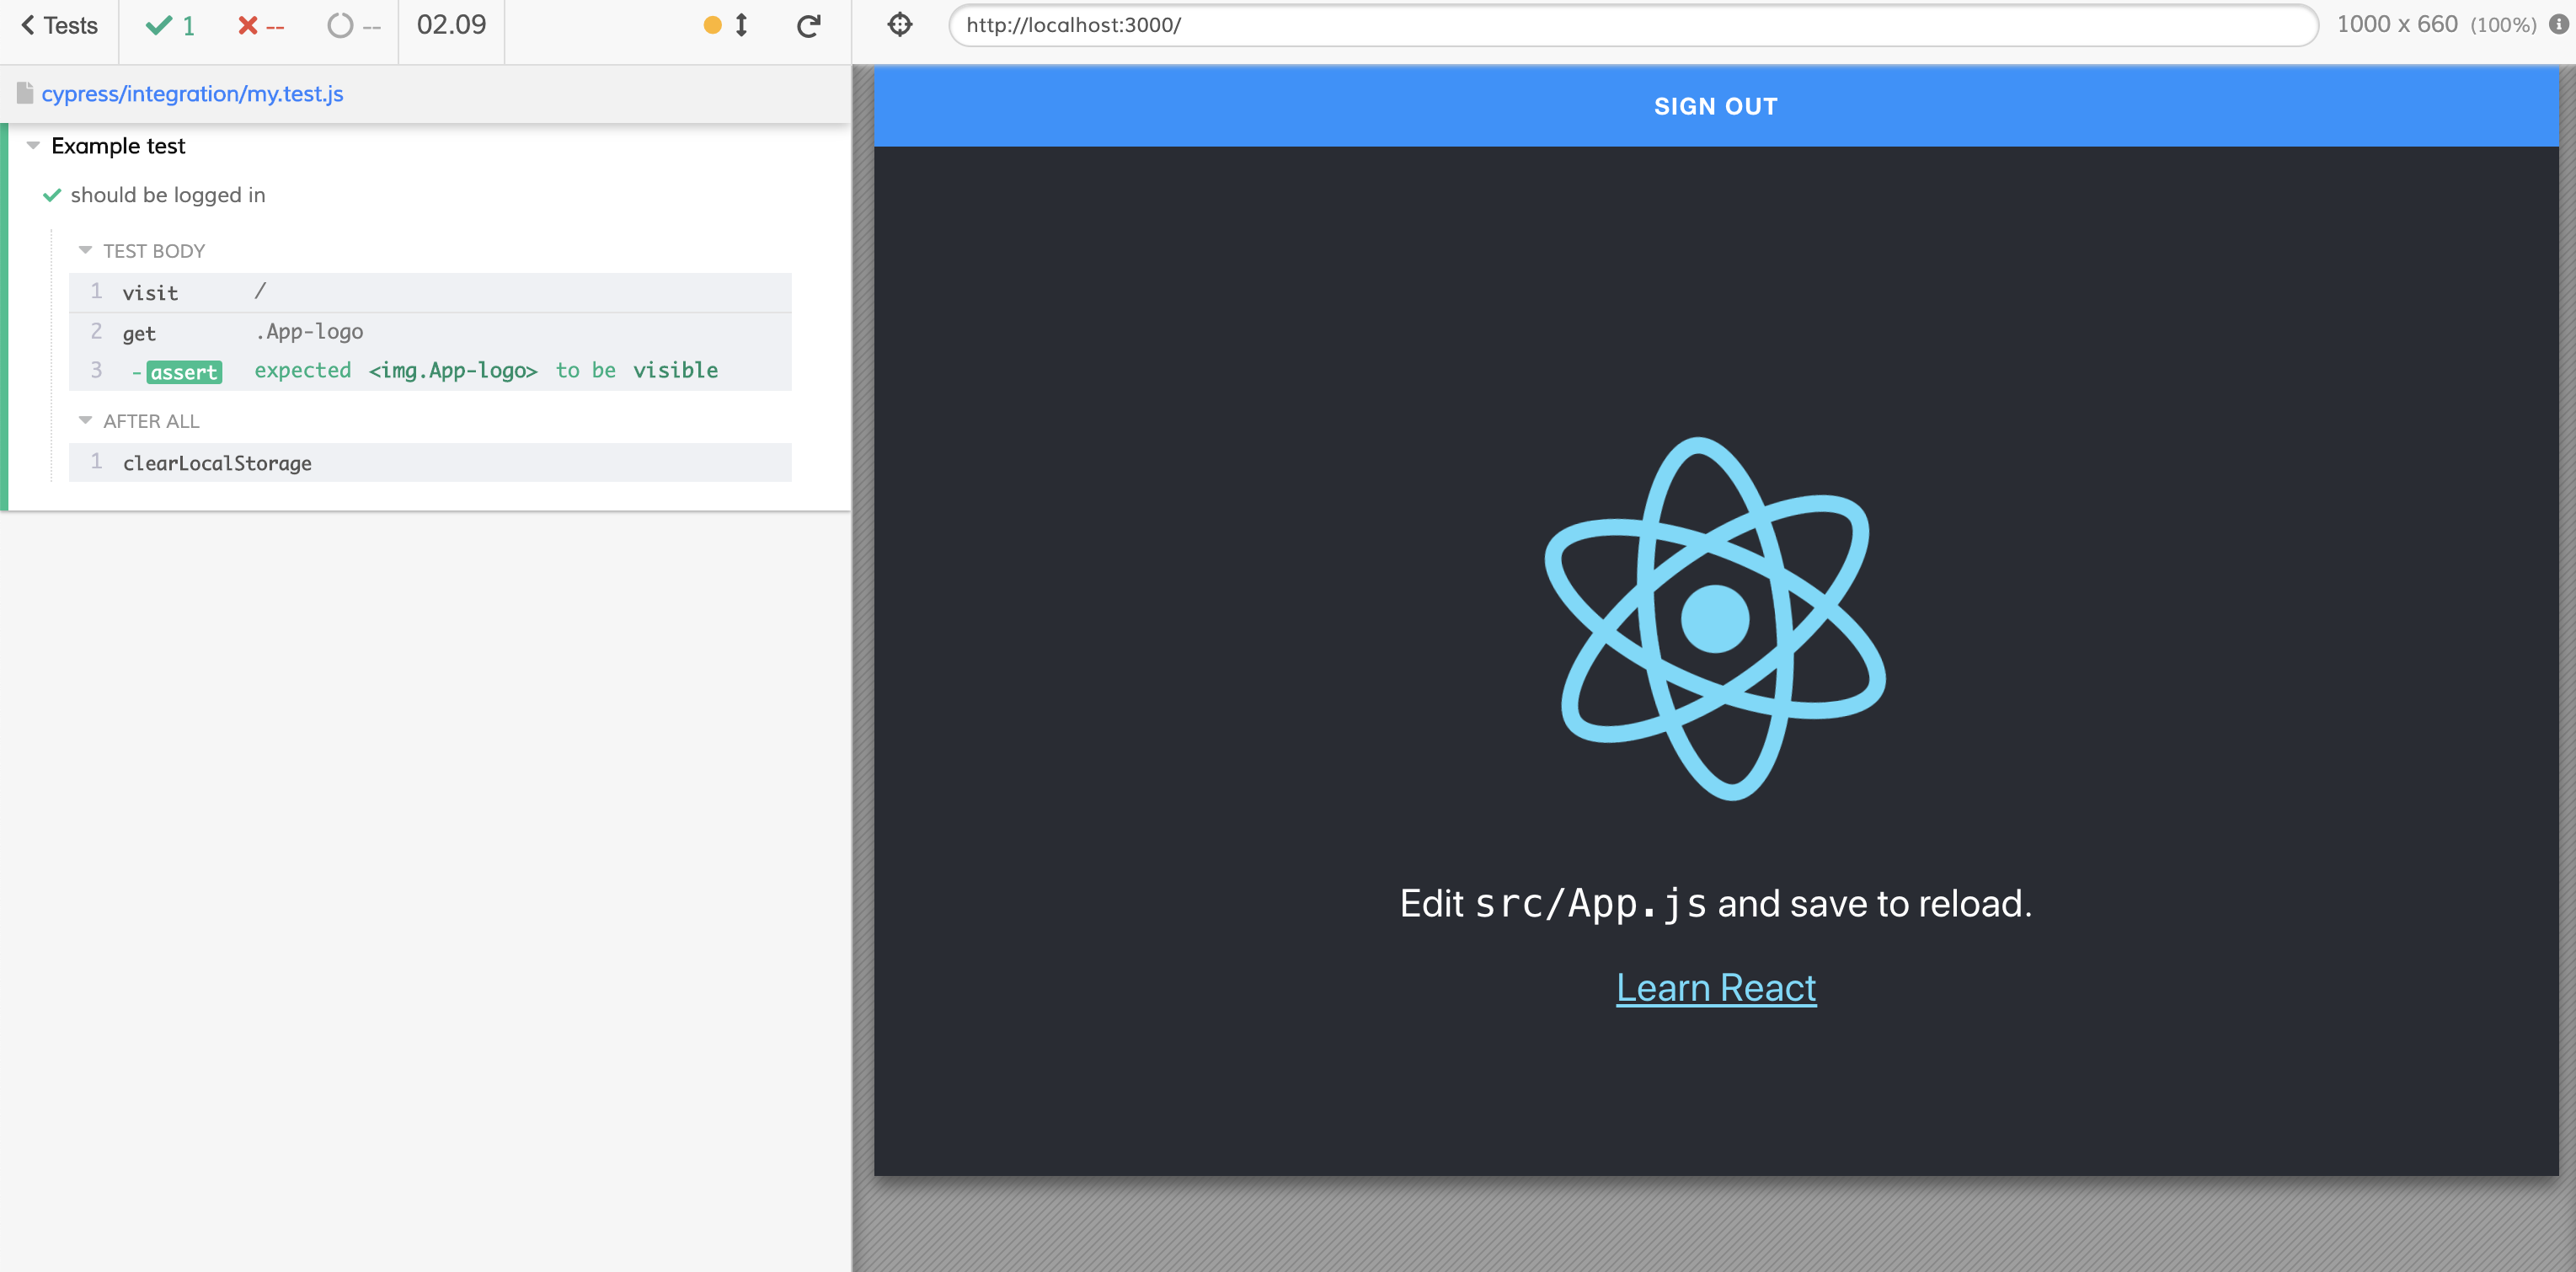 Tests 1 -- -- 02.09
cypress/integration/my.test.js
Example test
should be logged in
TEST BODY
1 visit /
2 get .App-logo
3 -assert expected <img.App-logo> to be visible
AFTER ALL
1 clearLocalStorage
http://localhost:3000/ 1000 x 660 (100%)
SIGN OUT
Edit src/App.js and save to reload.
Learn React